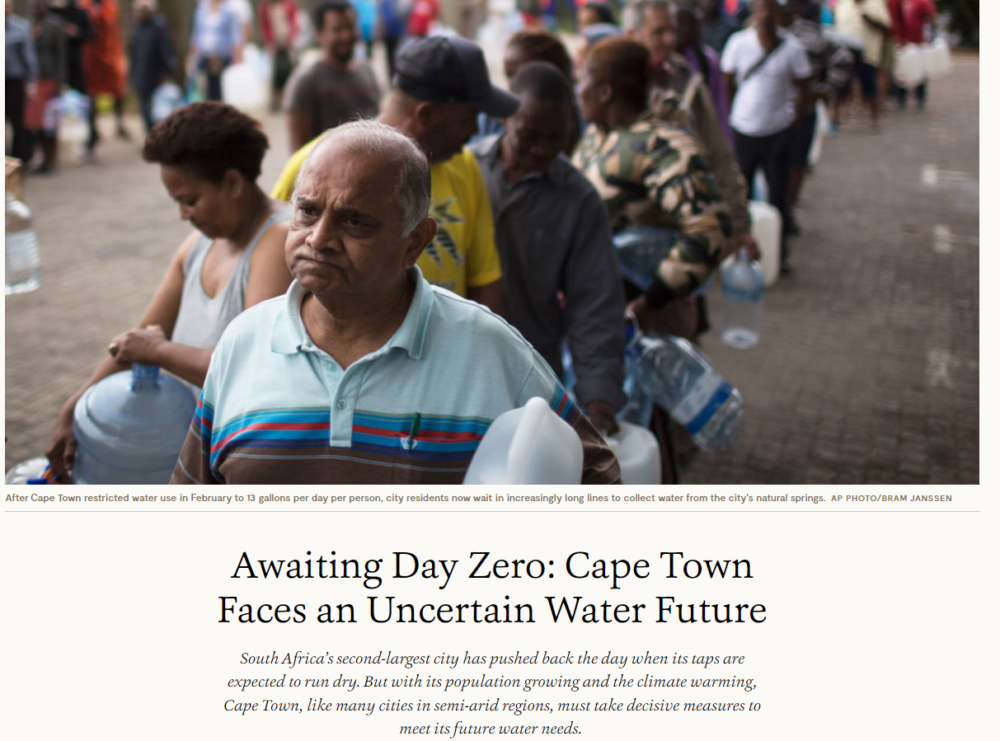 After Cape Town restricted water use in February to 13 gallons per day per person, city residents now wait in increasingly long lines to collect water from the city's natural springs. AP PHOTO/BRAM JANSSEN
Awaiting Day Zero: Cape Town
Faces an Uncertain Water Future
South Africa’s second-largest city has pushed back the day when its taps are
expected to run dry. But with its population growing and the climate warming,
Cape Town, like many cities in semi-arid regions, must take decisive measures to
meet its future water needs.